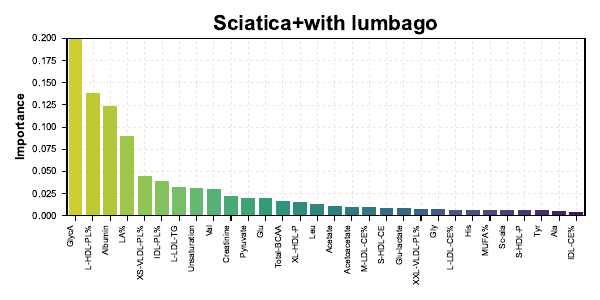 Sciatica+with lumbago
Importance
0.200
0.175
0.150
0.125
0.100
0.075
0.050
0.025
0.000
GlycA
L-HDL-PL%
Albumin
LA%
XS-VLDL-PL%
IDL-PL%
L-LDL-TG
Unsaturation
Val
Creatinine
Pyruvate
Glu
Total-BCAA
XL-HDL-P
Leu
Acetate
Acetoacetate
M-LDL-CE%
S-HDL-CE
Glu-lactate
XXL-VLDL-PL%
Gly
L-LDL-CE%
His
MUFA%
Sc-ala
S-HDL-P
Tyr
Ala
IDL-CE%